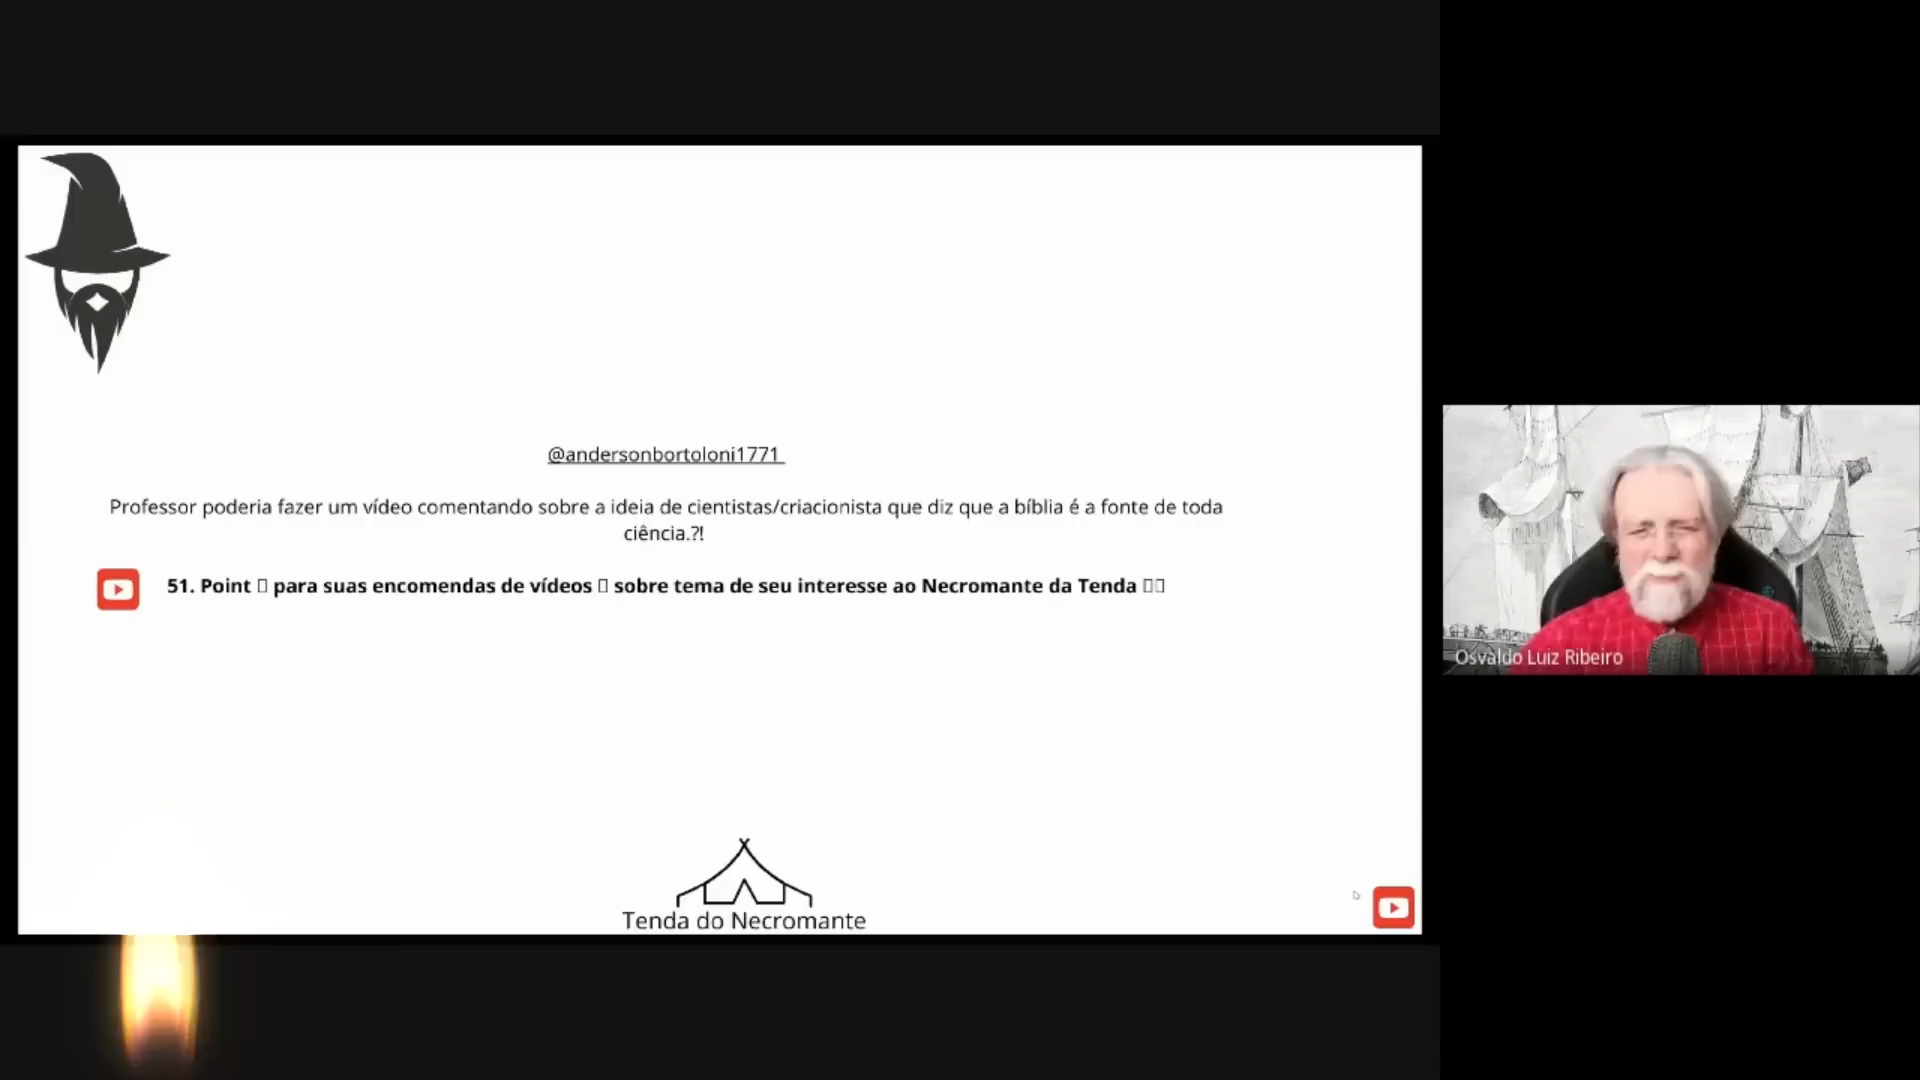 @andersonbortoloni1771
Professor poderia fazer um vídeo comentando sobre a ideia de cientistas/criacionista que diz que a bíblia é a fonte de toda
ciência.?!
51. Point ▯ para suas encomendas de vídeos ▯ sobre tema de seu interesse ao Necromante da Tenda ▯▯
Osvaldo Luiz Ribeiro
Tenda do Necromante